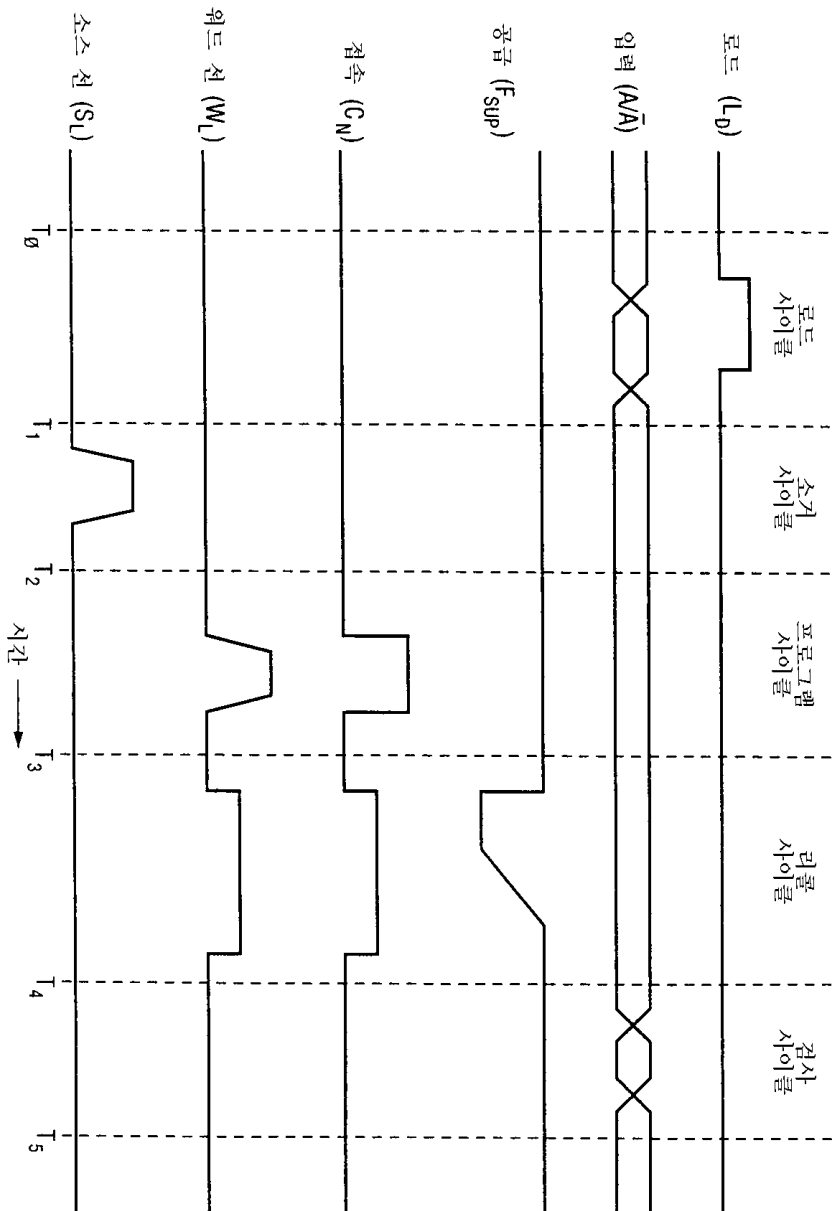 로드
사이클
소거
사이클
프로그램
사이클
리콜
사이클
검사
사이클
로드 (L_D)
입력 (A/Ā)
공급 (F_SUP)
접속 (C_N)
워드 선 (W_L)
소스 선 (S_L)
T_ø
T_1
T_2
T_3
T_4
T_5
시간 →